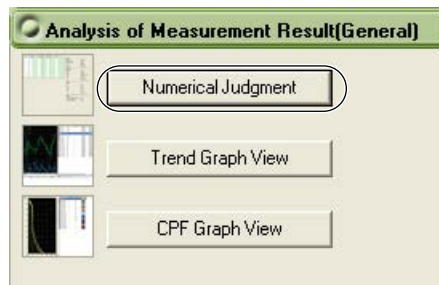 Analysis of Measurement Result(General)
Numerical Judgment
Trend Graph View
CPF Graph View